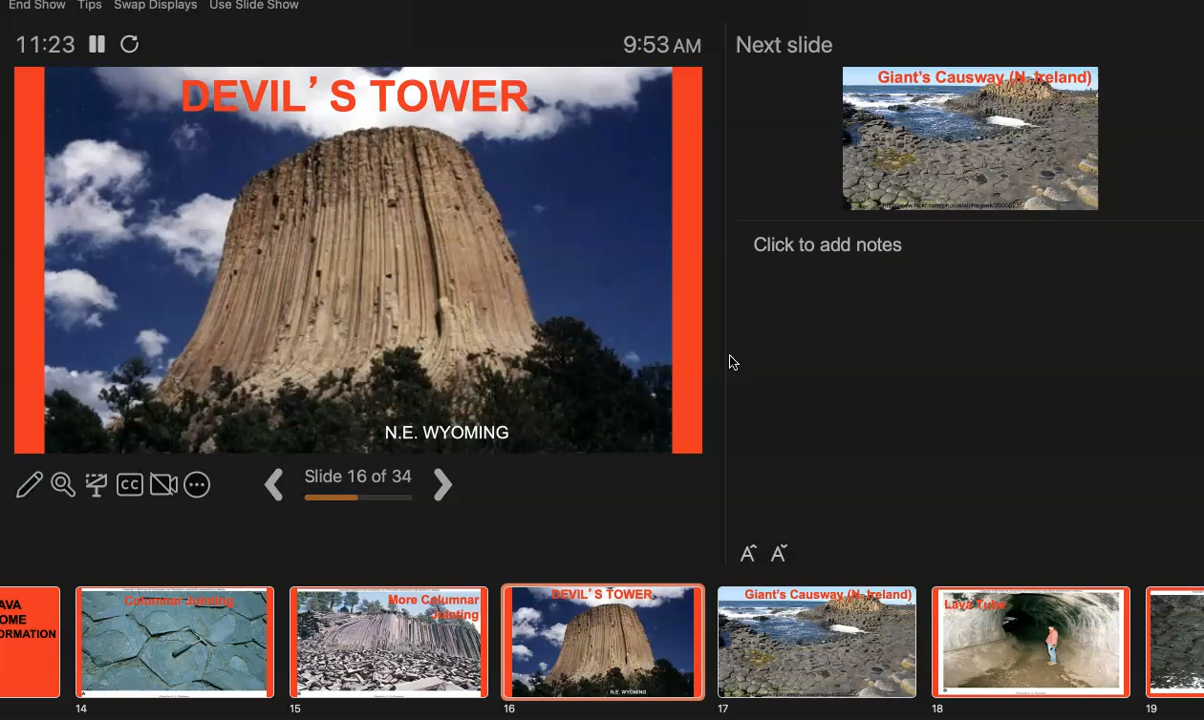 End Show Tips Swap Displays Use Slide Show
11:23
9:53 AM
Next slide
DEVIL’S TOWER
N.E. WYOMING
Giant's Causway (N. Ireland)
Click to add notes
CC
Slide 16 of 34
A A
AVA
OME
ORMATION
Columnar Jointing
More Columnar
Jointing
DEVIL’S TOWER
N.E. WYOMING
Giant's Causway (N. Ireland)
Lava Tube
14
15
16
17
18
19